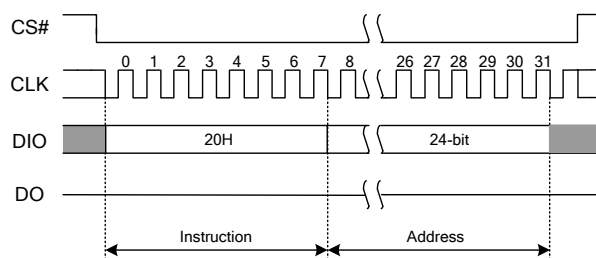 CS#
0 1 2 3 4 5 6 7 8 26 27 28 29 30 31
CLK
DIO 20H 24-bit
DO
Instruction Address